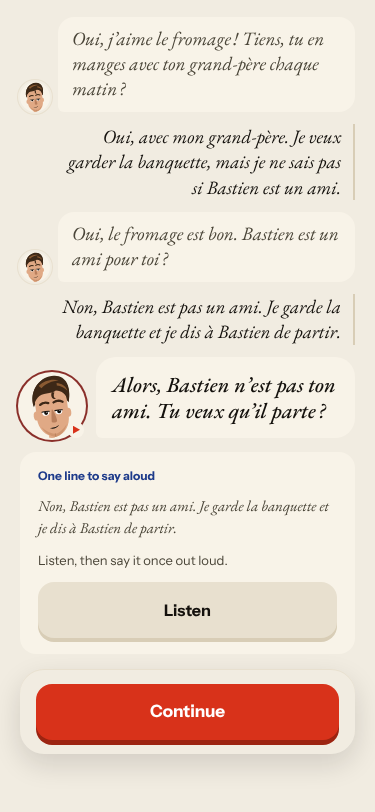 Oui, j'aime le fromage ! Tiens, tu en
manges avec ton grand-père chaque
matin ?
Oui, avec mon grand-père. Je veux
garder la banquette, mais je ne sais pas
si Bastien est un ami.
Oui, le fromage est bon. Bastien est un
ami pour toi ?
Non, Bastien est pas un ami. Je garde la
banquette et je dis à Bastien de partir.
Alors, Bastien n'est pas ton
ami. Tu veux qu'il parte ?
One line to say aloud
Non, Bastien est pas un ami. Je garde la banquette et
je dis à Bastien de partir.
Listen, then say it once out loud.
Listen
Continue